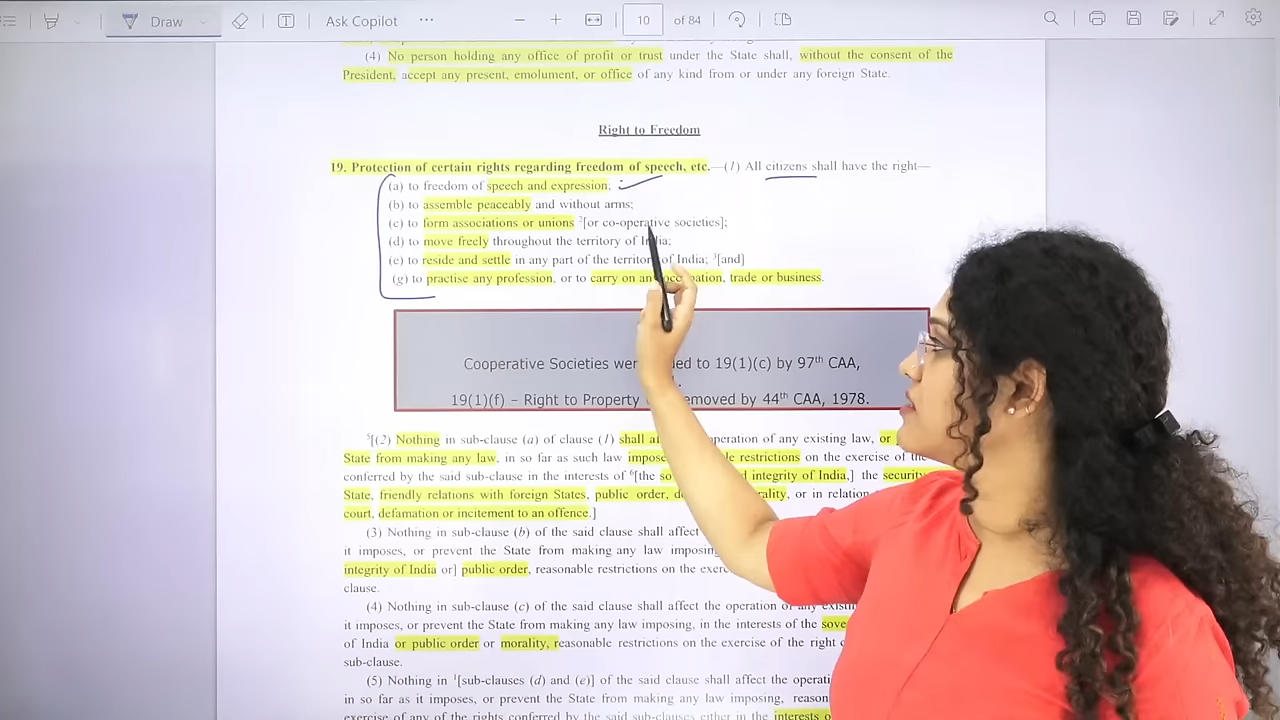 Draw
Ask Copilot
10 of 84
(4) No person holding any office of profit or trust under the State shall, without the consent of the
President, accept any present, emolument, or office of any kind from or under any foreign State.
Right to Freedom
19. Protection of certain rights regarding freedom of speech, etc.—(1) All citizens shall have the right—
(a) to freedom of speech and expression;
(b) to assemble peaceably and without arms;
(c) to form associations or unions 2[or co-operative societies];
(d) to move freely throughout the territory of India;
(e) to reside and settle in any part of the territory of India; 3[and]
(g) to practise any profession, or to carry on any occupation, trade or business.
Cooperative Societies were to 19(1)(c) by 97th CAA,
19(1)(f) – Right to Property removed by 44th CAA, 1978.
5[(2) Nothing in sub-clause (a) of clause (1) shall operation of any existing law, or
State from making any law, in so far as such law restrictions on the exercise of the
conferred by the said sub-clause in the interests of 6[the integrity of India,] the security
State, friendly relations with foreign States, public order, or in relation
court, defamation or incitement to an offence.]
(3) Nothing in sub-clause (b) of the said clause shall affect
it imposes, or prevent the State from making any law imposing
integrity of India or] public order, reasonable restrictions on the
clause.
(4) Nothing in sub-clause (c) of the said clause shall affect the operation of any
it imposes, or prevent the State from making any law imposing, in the interests of the
of India or public order or morality, reasonable restrictions on the exercise of the right
sub-clause.
(5) Nothing in 1[sub-clauses (d) and (e)] of the said clause shall affect the
in so far as it imposes, or prevent the State from making any law imposing,
exercise of any of the rights conferred by the said sub-clauses either in the interests